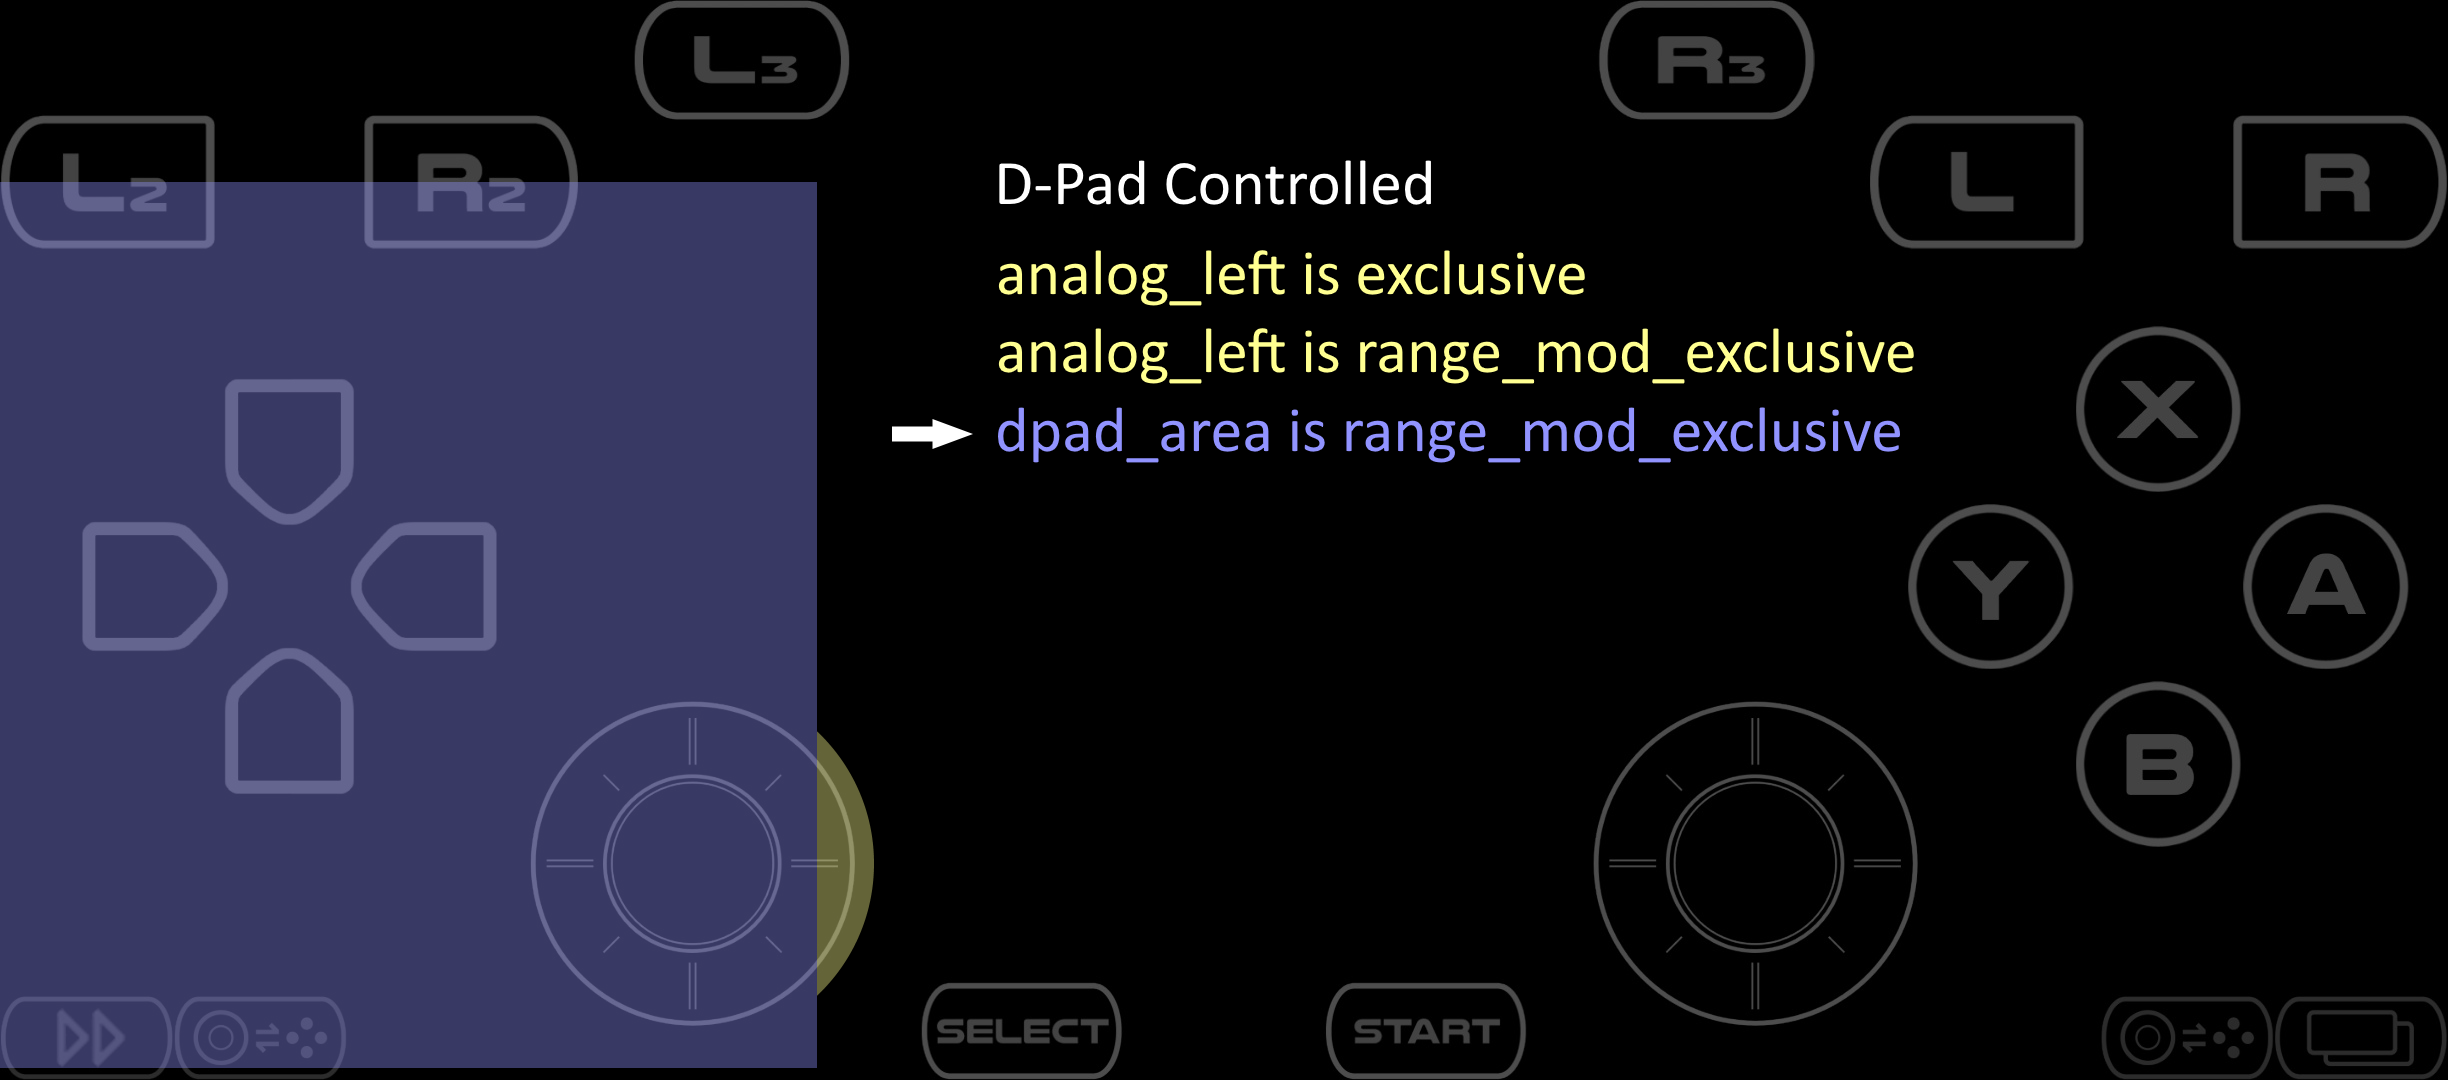 L3
R3
L2
R2
L
R
D-Pad Controlled
analog_left is exclusive
analog_left is range_mod_exclusive
dpad_area is range_mod_exclusive
X
Y
A
B
SELECT
START